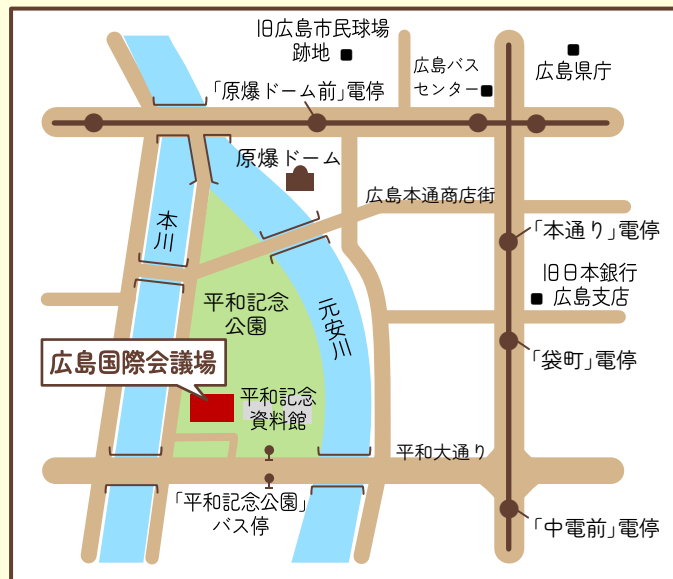 旧広島市民球場
跡地
広島バス
センター
広島県庁
「原爆ドーム前」電停
原爆ドーム
広島本通商店街
本川
「本通り」電停
旧日本銀行
広島支店
平和記念
公園
元安川
広島国際会議場
「袋町」電停
平和記念
資料館
平和大通り
「平和記念公園」
バス停
「中電前」電停